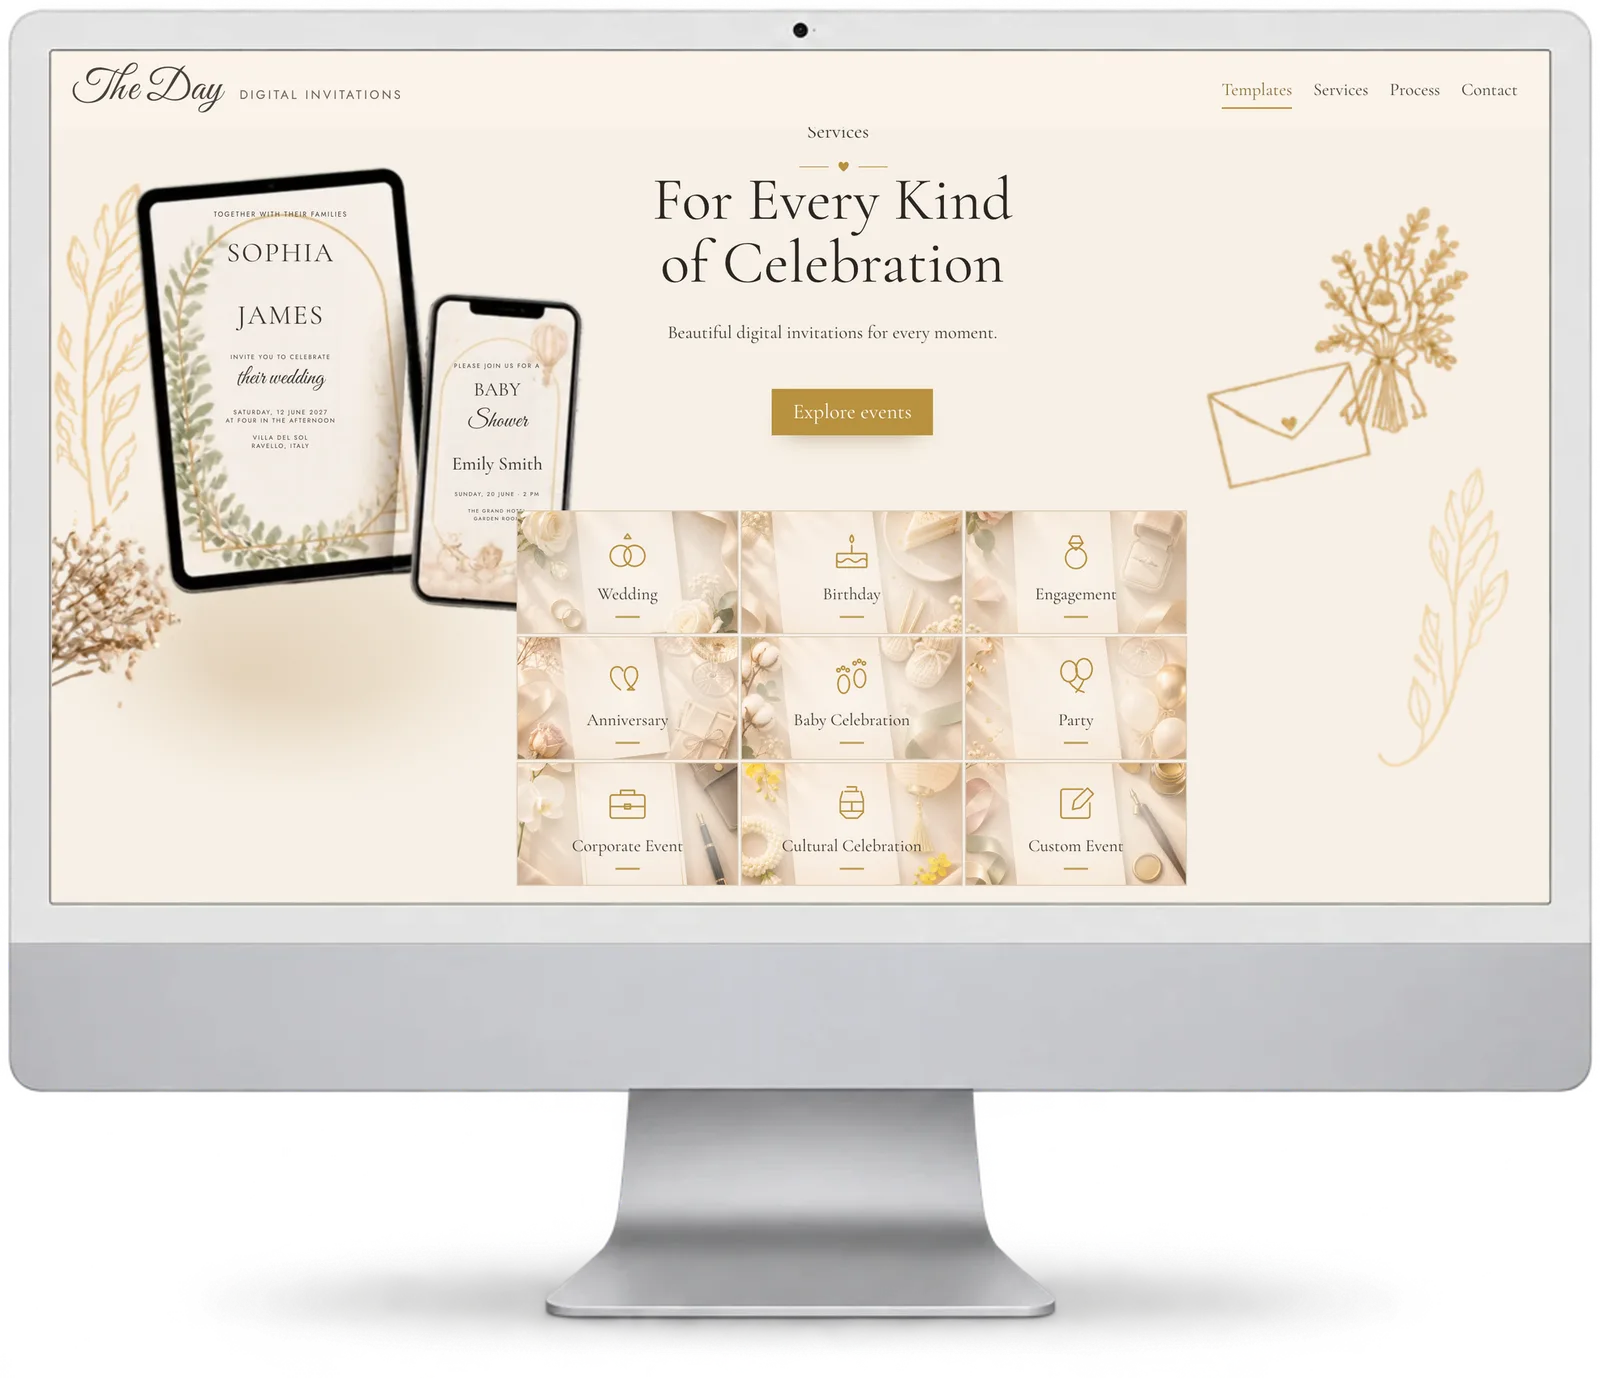 The Day DIGITAL INVITATIONS
Templates Services Process Contact
Services
For Every Kind
of Celebration
Beautiful digital invitations for every moment.
Explore events
TOGETHER WITH THEIR FAMILIES
SOPHIA
JAMES
INVITE YOU TO CELEBRATE
their wedding
SATURDAY, 12 JUNE 2027
AT FOUR IN THE AFTERNOON
VILLA DEL SOL
RAVELLO, ITALY
PLEASE JOIN US FOR A
BABY
Shower
Emily Smith
SUNDAY, 20 JUNE · 2 PM
THE GRAND
GARDEN
Wedding
Birthday
Engagement
Anniversary
Baby Celebration
Party
Corporate Event
Cultural Celebration
Custom Event